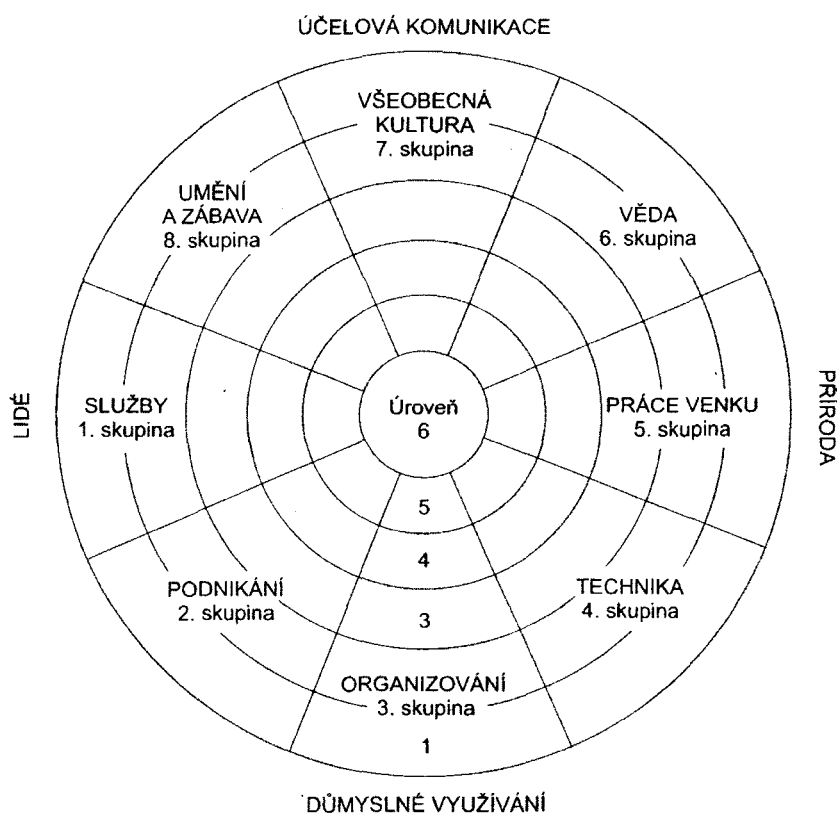 ÚČELOVÁ KOMUNIKACE
VŠEOBECNÁ
KULTURA
7. skupina
UMĚNÍ
A ZÁBAVA
8. skupina
VĚDA
6. skupina
LIDÉ
SLUŽBY
1. skupina
Úroveň
6
PRÁCE VENKU
5. skupina
PŘÍRODA
5
4
PODNIKÁNÍ
2. skupina
TECHNIKA
4. skupina
3
ORGANIZOVÁNÍ
3. skupina
1
DŮMYSLNÉ VYUŽÍVÁNÍ